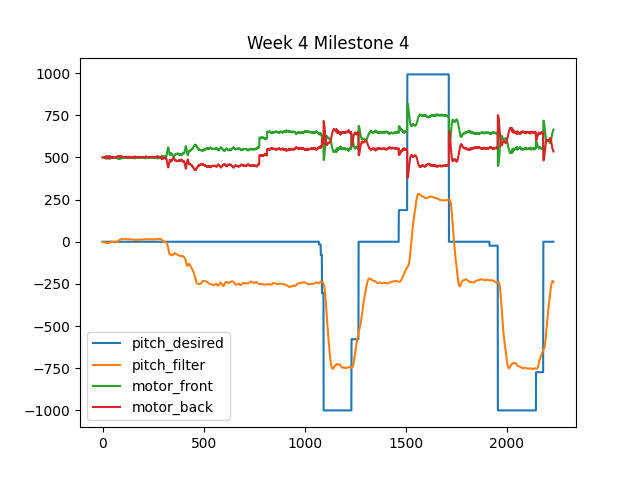 Week 4 Milestone 4
1000
750
500
250
0
−250
−500
−750
−1000
pitch_desired
pitch_filter
motor_front
motor_back
0
500
1000
1500
2000